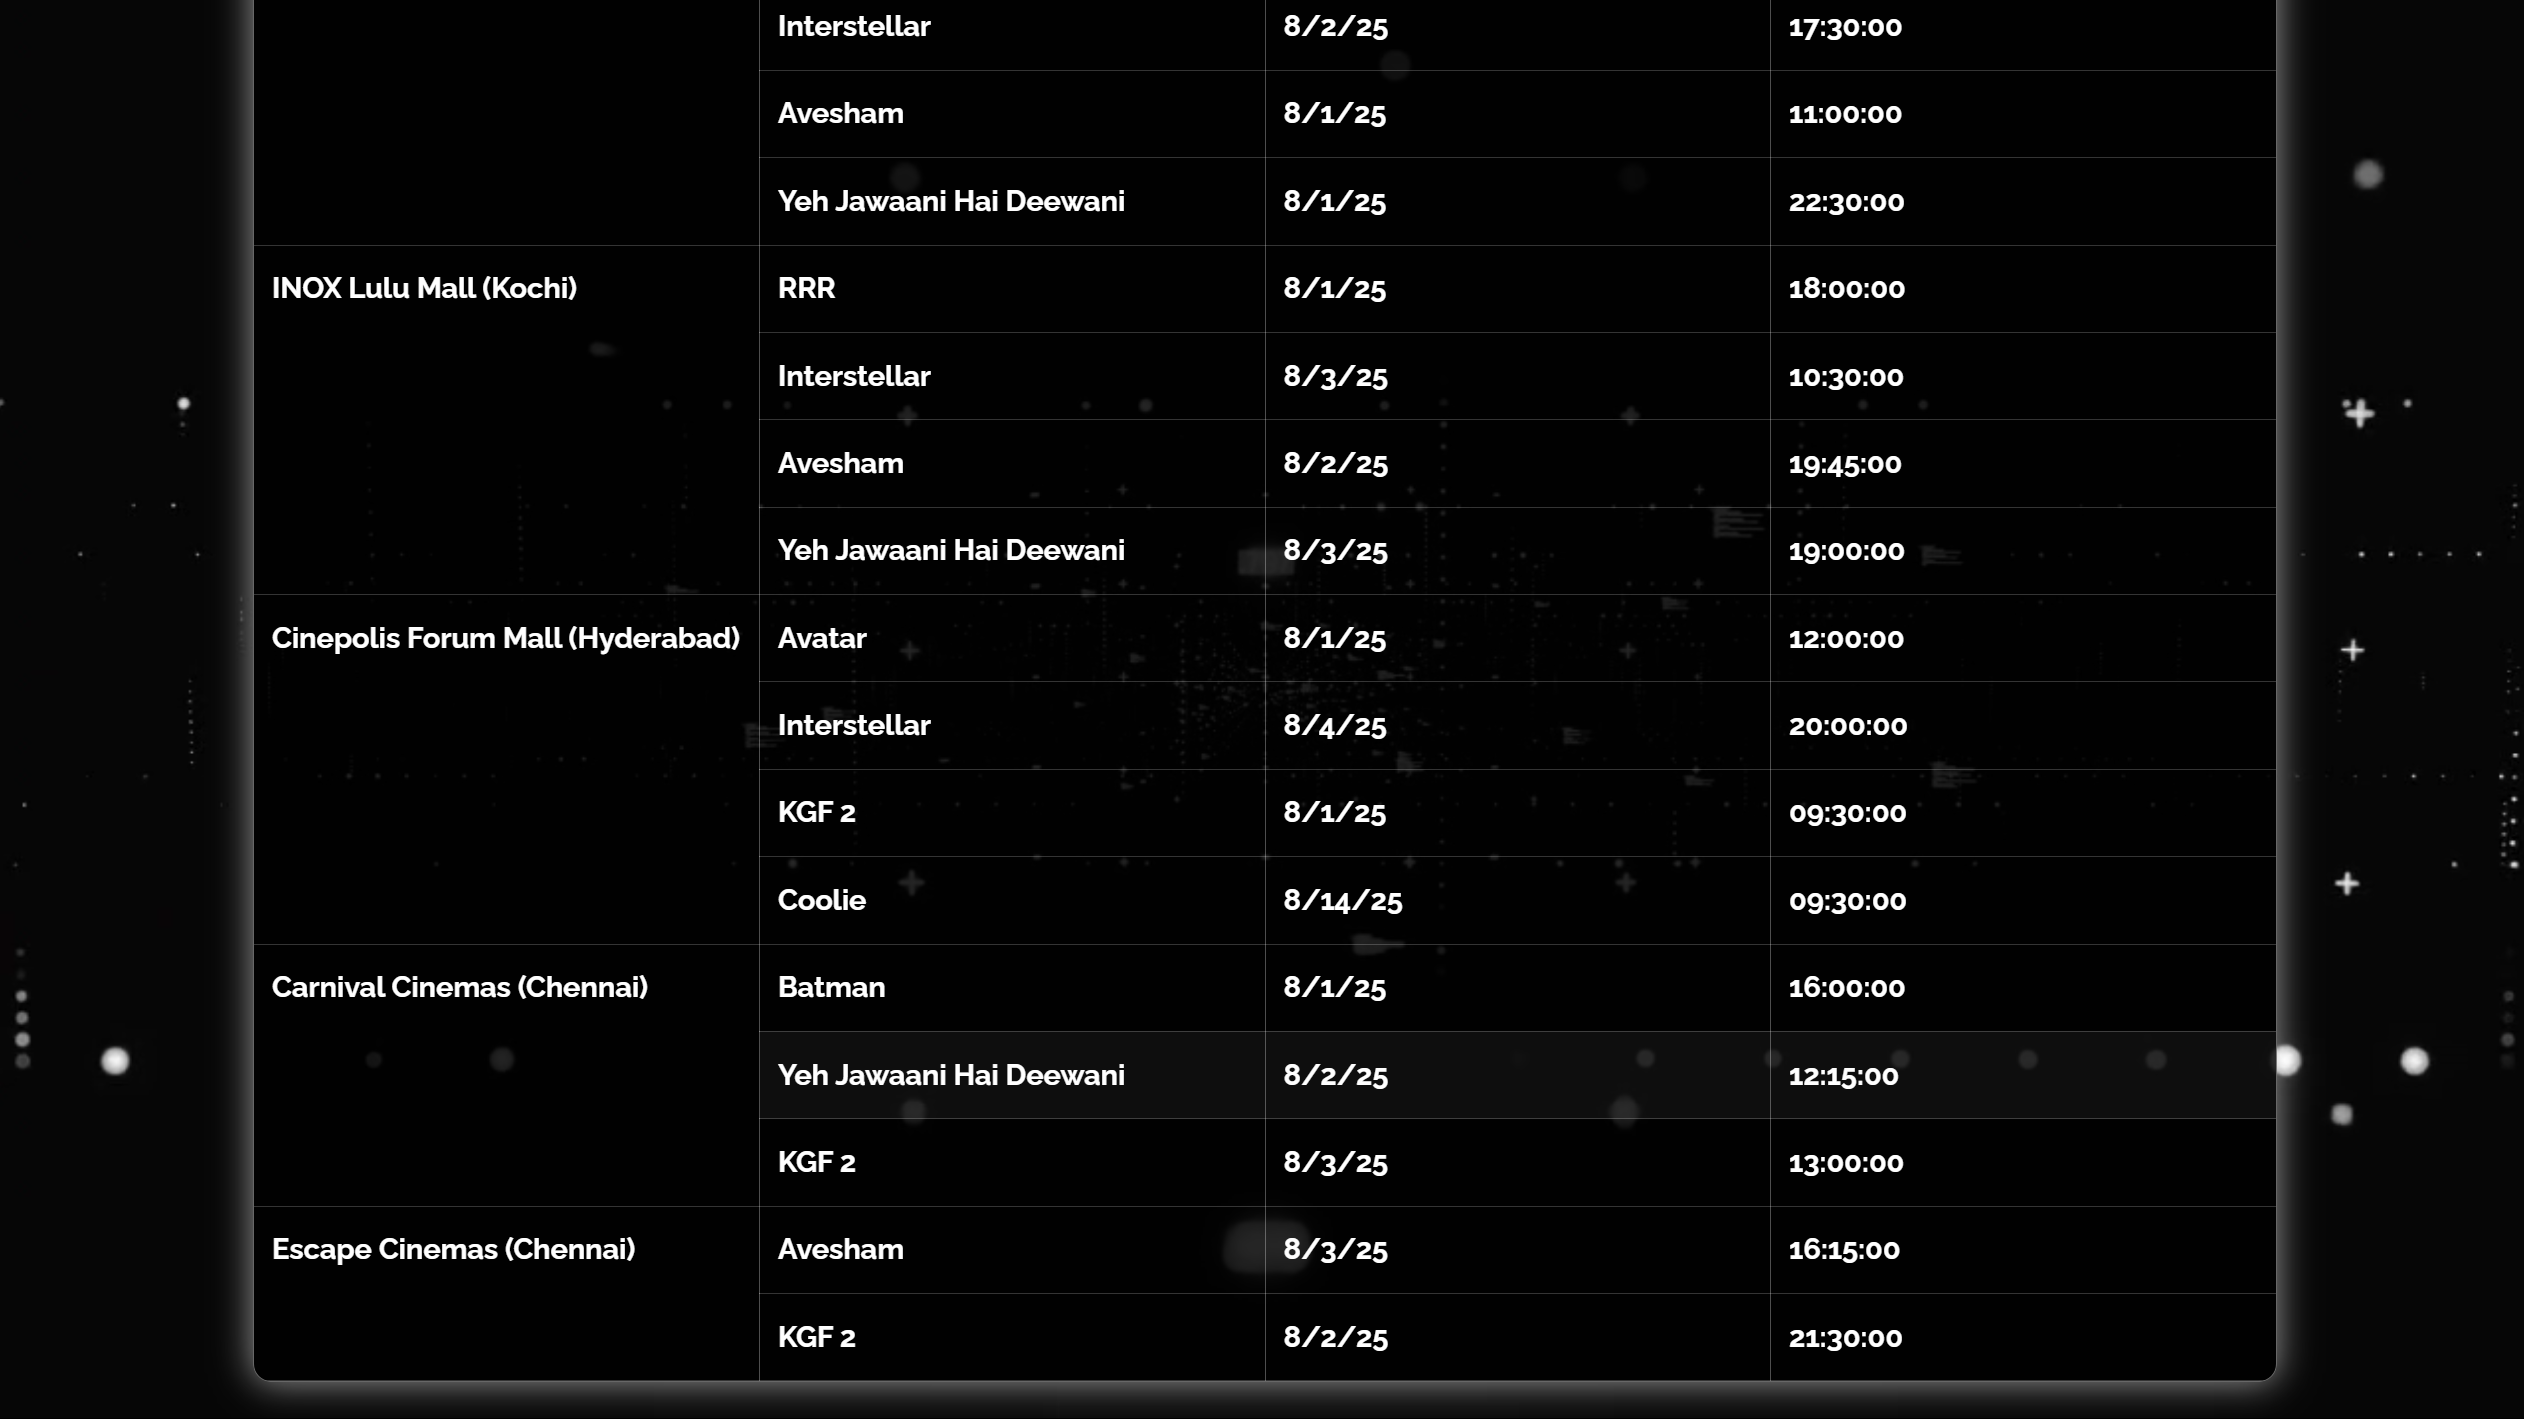 Interstellar 8/2/25 17:30:00
Avesham 8/1/25 11:00:00
Yeh Jawaani Hai Deewani 8/1/25 22:30:00
INOX Lulu Mall (Kochi) RRR 8/1/25 18:00:00
Interstellar 8/3/25 10:30:00
Avesham 8/2/25 19:45:00
Yeh Jawaani Hai Deewani 8/3/25 19:00:00
Cinepolis Forum Mall (Hyderabad) Avatar 8/1/25 12:00:00
Interstellar 8/4/25 20:00:00
KGF 2 8/1/25 09:30:00
Coolie 8/14/25 09:30:00
Carnival Cinemas (Chennai) Batman 8/1/25 16:00:00
Yeh Jawaani Hai Deewani 8/2/25 12:15:00
KGF 2 8/3/25 13:00:00
Escape Cinemas (Chennai) Avesham 8/3/25 16:15:00
KGF 2 8/2/25 21:30:00